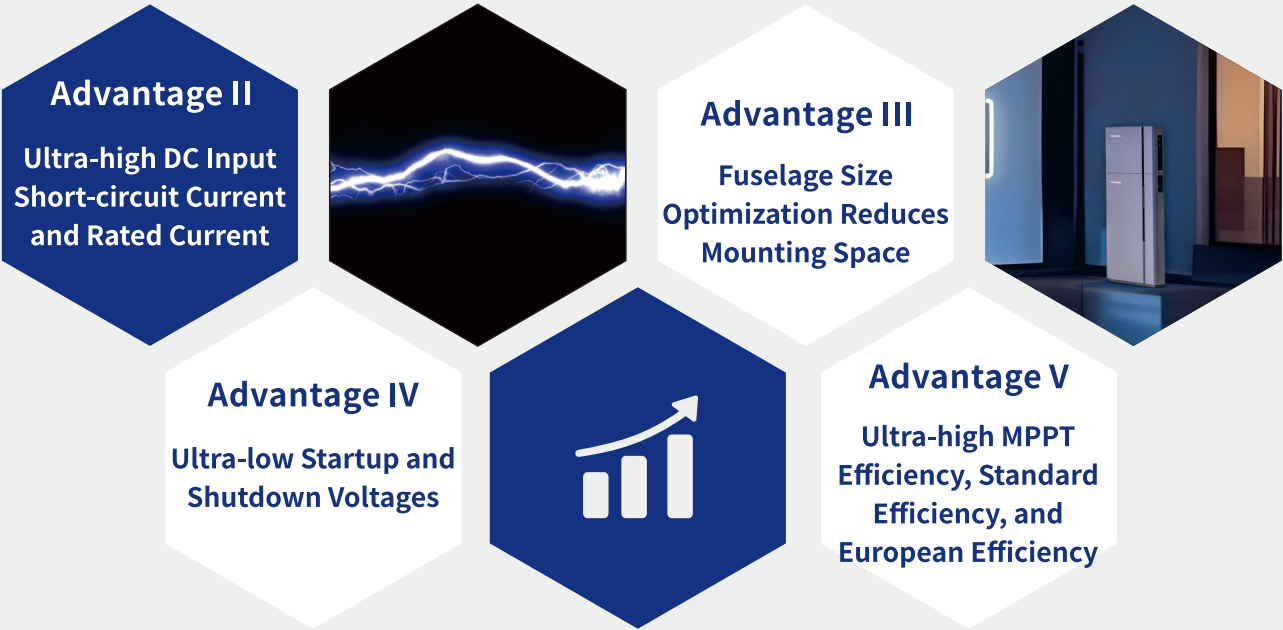 Advantage II
Ultra-high DC Input
Short-circuit Current
and Rated Current
Advantage III
Fuselage Size
Optimization Reduces
Mounting Space
Advantage IV
Ultra-low Startup and
Shutdown Voltages
Advantage V
Ultra-high MPPT
Efficiency, Standard
Efficiency, and
European Efficiency